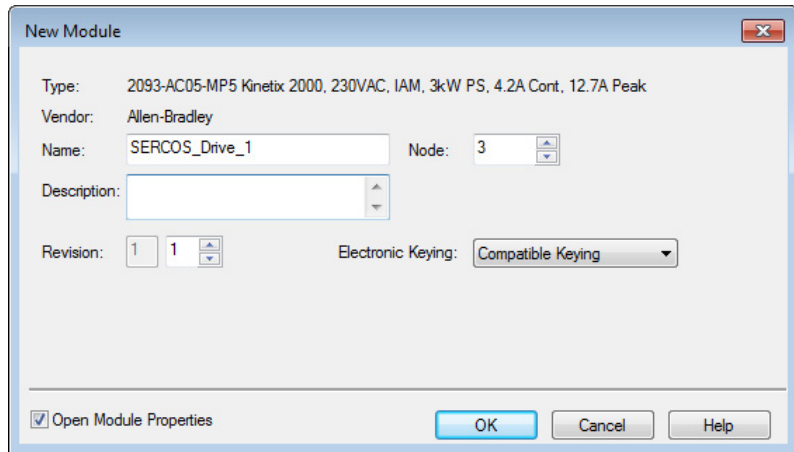 New Module
Type: 2093-AC05-MP5 Kinetix 2000, 230VAC, IAM, 3kW PS, 4.2A Cont, 12.7A Peak
Vendor: Allen-Bradley
Name: SERCOS_Drive_1 Node: 3
Description:
Revision: 1 1 Electronic Keying: Compatible Keying
Open Module Properties OK Cancel Help